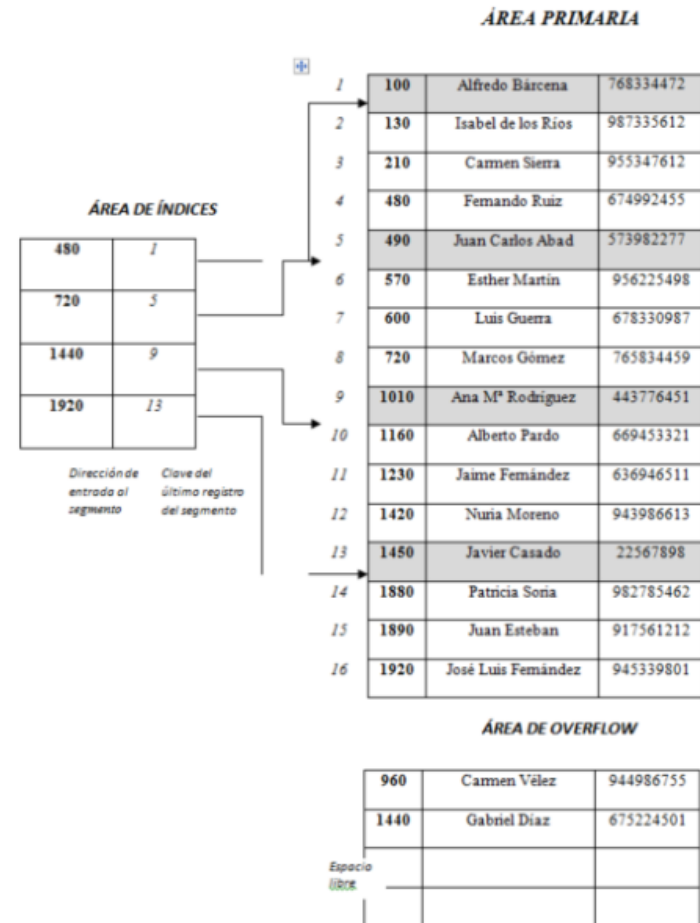 ÁREA PRIMARIA
1 100 Alfredo Bárcena 768334472
2 130 Isabel de los Ríos 987335612
3 210 Carmen Sierra 955347612
4 480 Fernando Ruiz 674992455
5 490 Juan Carlos Abad 573982277
6 570 Esther Martín 956225498
7 600 Luis Guerra 678330987
8 720 Marcos Gómez 765834459
9 1010 Ana Mª Rodríguez 443776451
10 1160 Alberto Pardo 669453321
11 1230 Jaime Fernández 636946511
12 1420 Nuria Moreno 943986613
13 1450 Javier Casado 22567898
14 1880 Patricia Soria 982785462
15 1890 Juan Esteban 917561212
16 1920 José Luis Fernández 945339801
ÁREA DE ÍNDICES
480 1
720 5
1440 9
1920 13
Dirección de
entrada al
segmento
Clave del
último registro
del segmento
ÁREA DE OVERFLOW
960 Carmen Vélez 944986755
1440 Gabriel Díaz 675224501
Espacio
libre